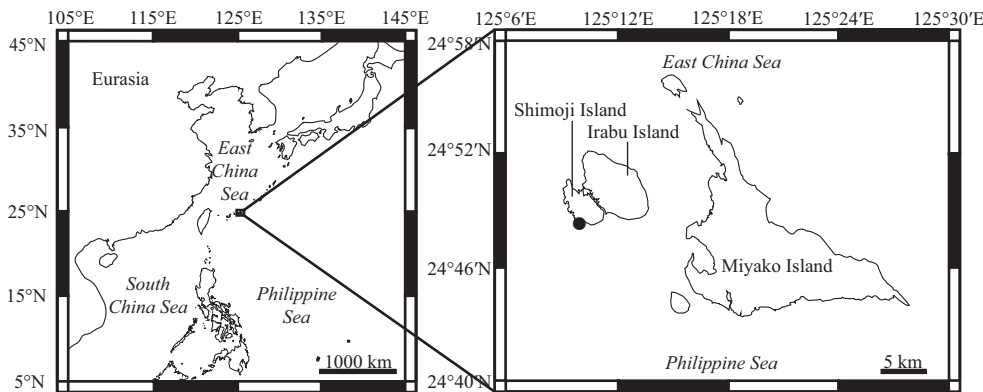 105°E 115°E 125°E 135°E 145°E
45°N
35°N
25°N
15°N
5°N
Eurasia
East
China
Sea
South
China Sea
Philippine
Sea
1000 km
125°6′E 125°12′E 125°18′E 125°24′E 125°30′E
24°58′N
24°52′N
24°46′N
24°40′N
East China Sea
Shimoji Island
Irabu Island
Miyako Island
Philippine Sea
5 km